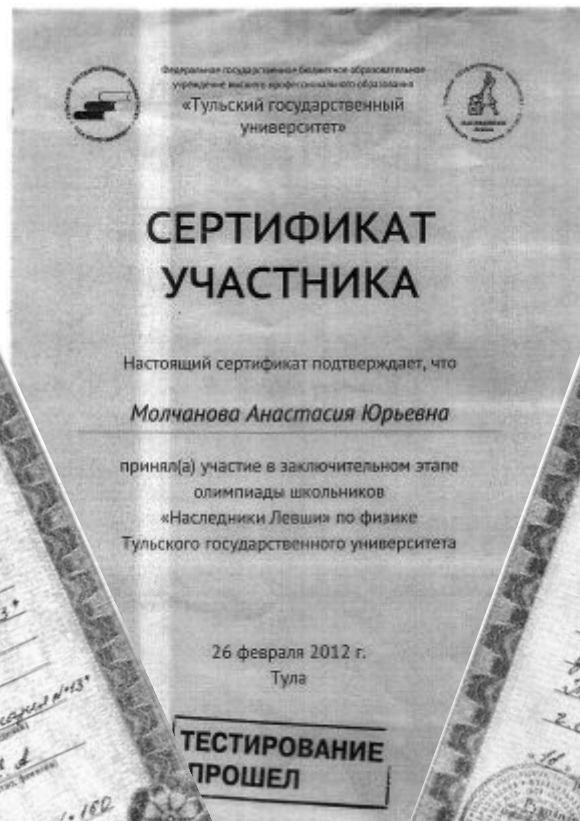 Федеральное государственное бюджетное образовательное
учреждение высшего профессионального образования
«Тульский государственный
университет»
СЕРТИФИКАТ
УЧАСТНИКА
Настоящий сертификат подтверждает, что
Молчанова Анастасия Юрьевна
принял(а) участие в заключительном этапе
олимпиады школьников
«Наследники Левши» по физике
Тульского государственного университета
26 февраля 2012 г.
Тула
ТЕСТИРОВАНИЕ
ПРОШЕЛ